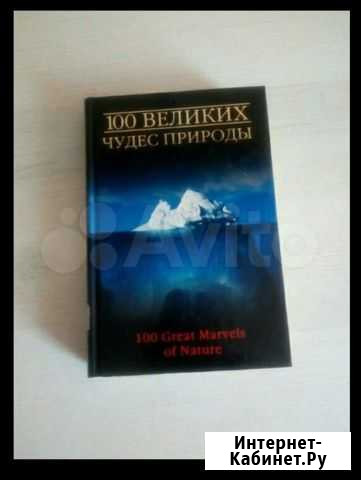 100 ВЕЛИКИХ
ЧУДЕС ПРИРОДЫ
Avito
100 Great Marvels
of Nature
Интернет-
Кабинет.Ру